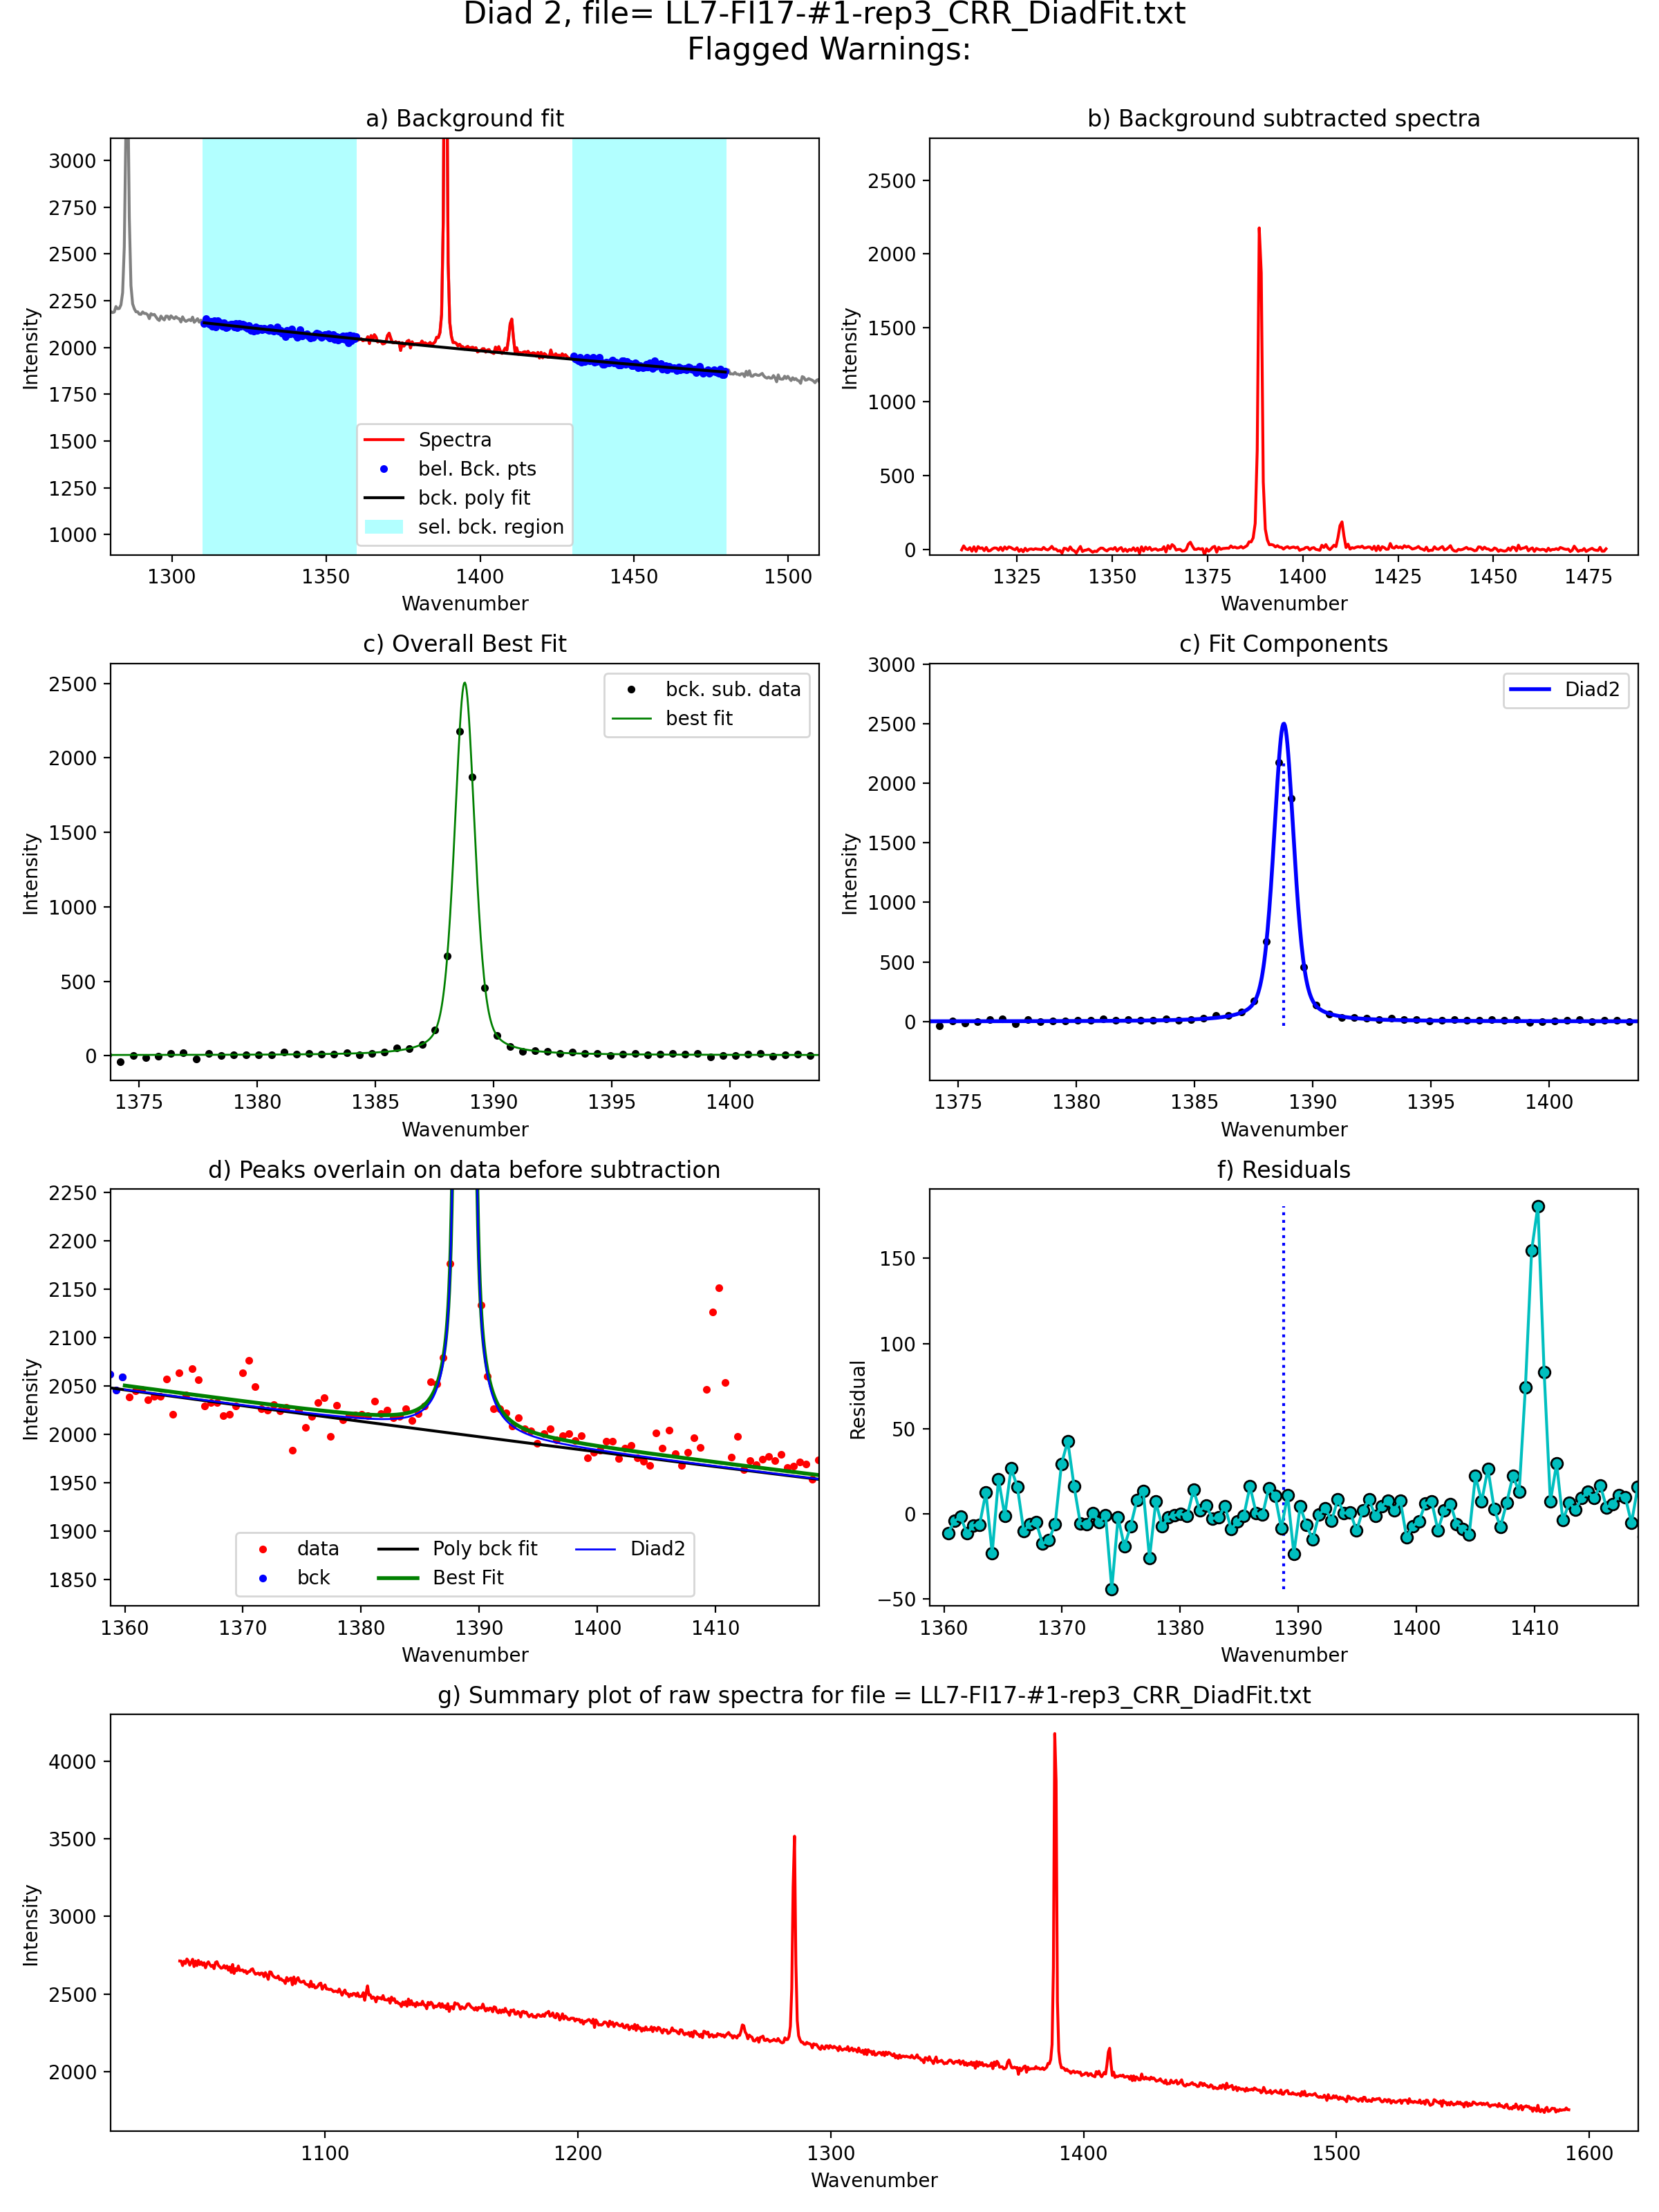 Diad 2, file= LL7-FI17-#1-rep3_CRR_DiadFit.txt
Flagged Warnings:
a) Background fit
3000
2750
2500
2250
2000
1750
1500
1250
1000
Intensity
Spectra
bel. Bck. pts
bck. poly fit
sel. bck. region
1300 1350 1400 1450 1500
Wavenumber
b) Background subtracted spectra
2500
2000
1500
1000
500
0
Intensity
1325 1350 1375 1400 1425 1450 1475
Wavenumber
c) Overall Best Fit
2500
2000
1500
1000
500
0
Intensity
bck. sub. data
best fit
1375 1380 1385 1390 1395 1400
Wavenumber
c) Fit Components
3000
2500
2000
1500
1000
500
0
Intensity
Diad2
1375 1380 1385 1390 1395 1400
Wavenumber
d) Peaks overlain on data before subtraction
2250
2200
2150
2100
2050
2000
1950
1900
1850
Intensity
data
bck
Poly bck fit
Best Fit
Diad2
1360 1370 1380 1390 1400 1410
Wavenumber
f) Residuals
150
100
50
0
−50
Residual
1360 1370 1380 1390 1400 1410
Wavenumber
g) Summary plot of raw spectra for file = LL7-FI17-#1-rep3_CRR_DiadFit.txt
4000
3500
3000
2500
2000
Intensity
1100 1200 1300 1400 1500 1600
Wavenumber